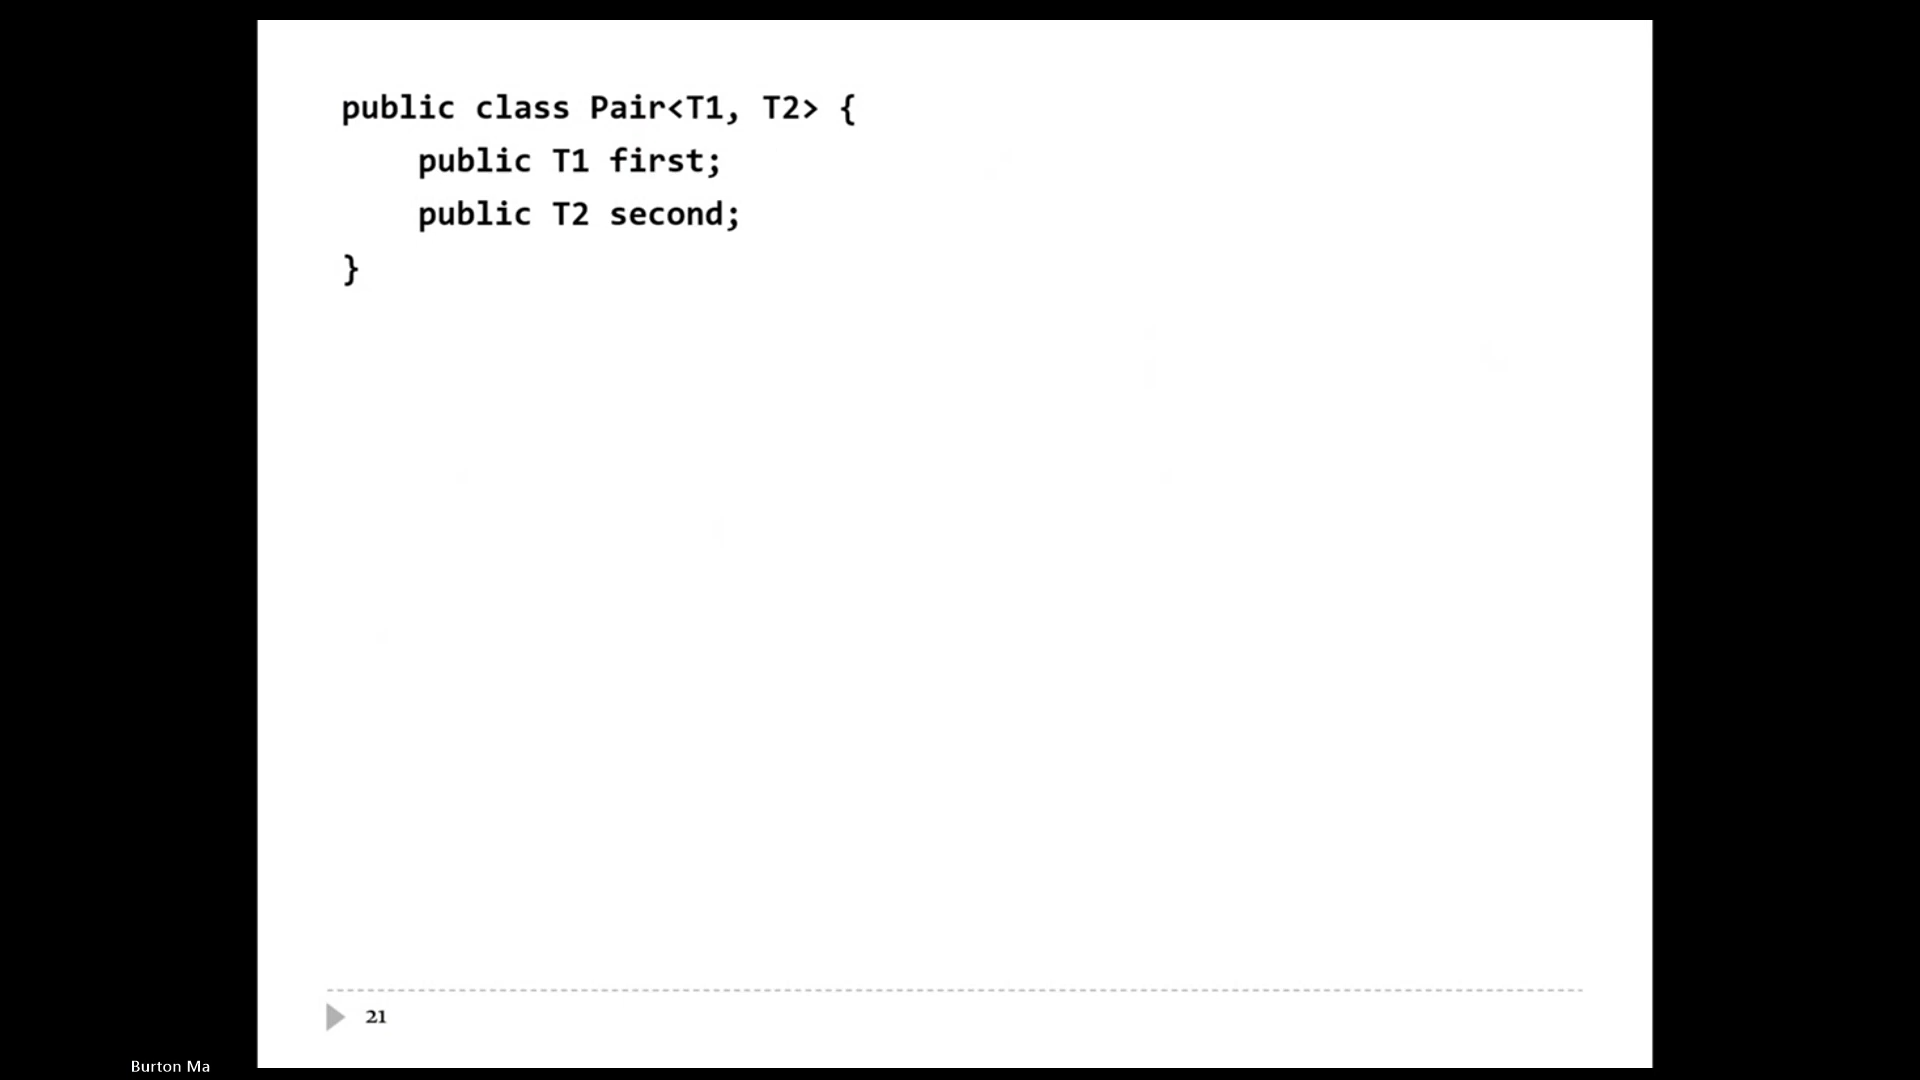 public class Pair<T1, T2> {
    public T1 first;
    public T2 second;
}
21
Burton Ma